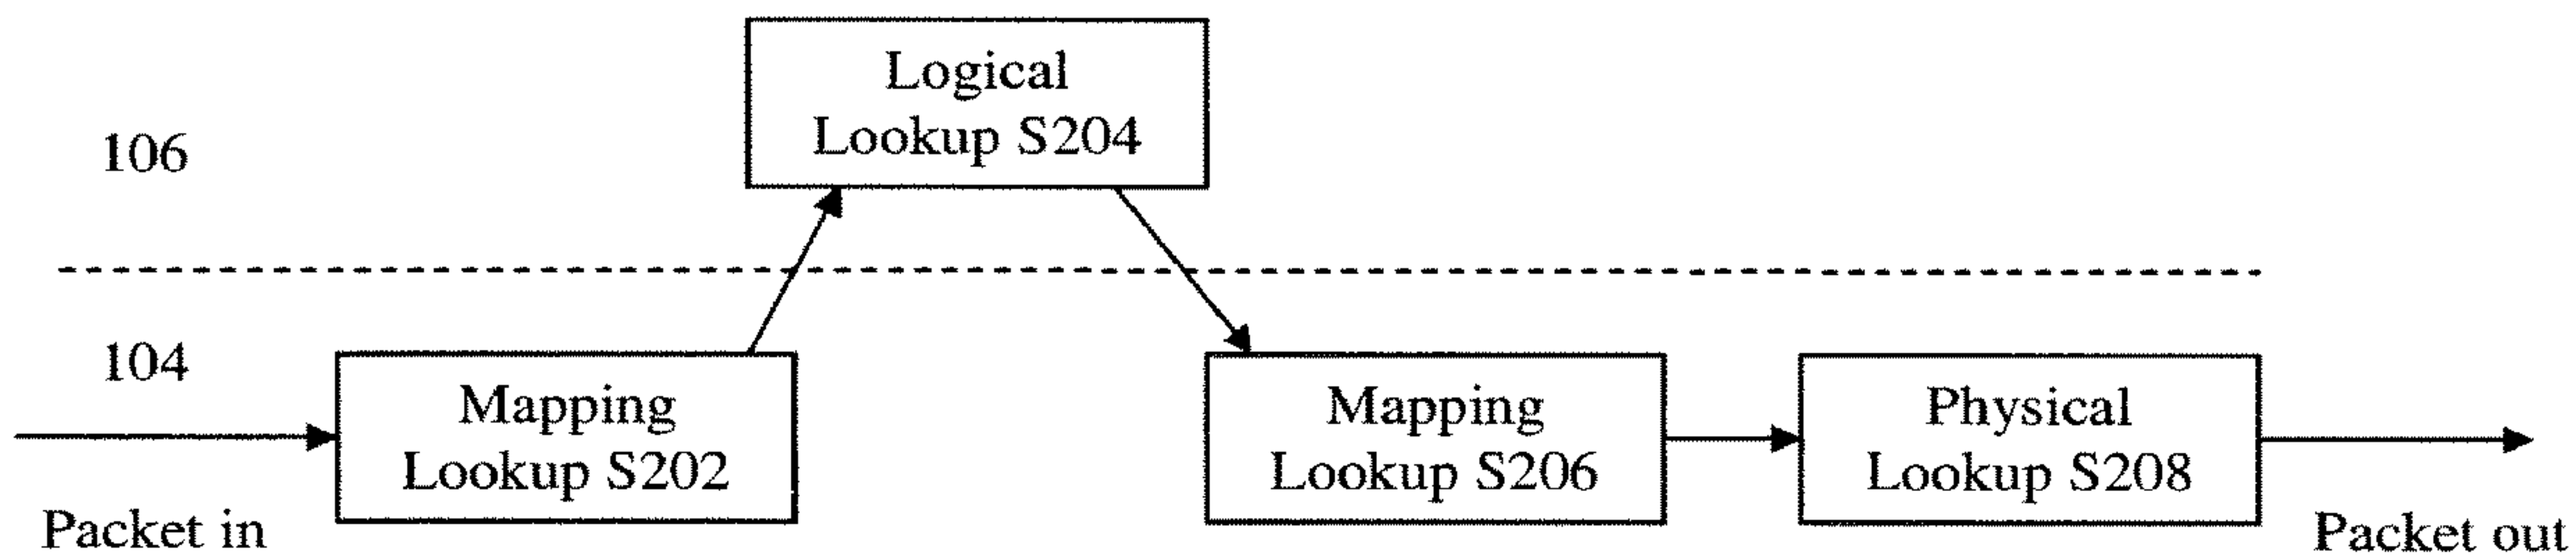 Logical
Lookup S204
106
104
Mapping
Lookup S202
Mapping
Lookup S206
Physical
Lookup S208
Packet in
Packet out